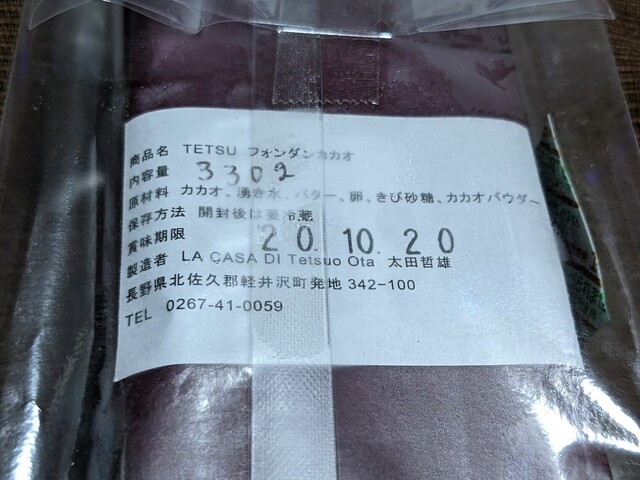 商品名 TETSU フォンダンカカオ
内容量 330g
原材料 カカオ、湧き水、バター、卵、きび砂糖、カカオパウダー
保存方法 開封後は要冷蔵
賞味期限 20.10.20
製造者 LA CASA DI Tetsuo Ota 太田哲雄
長野県北佐久郡軽井沢町発地 342-100
TEL 0267-41-0059